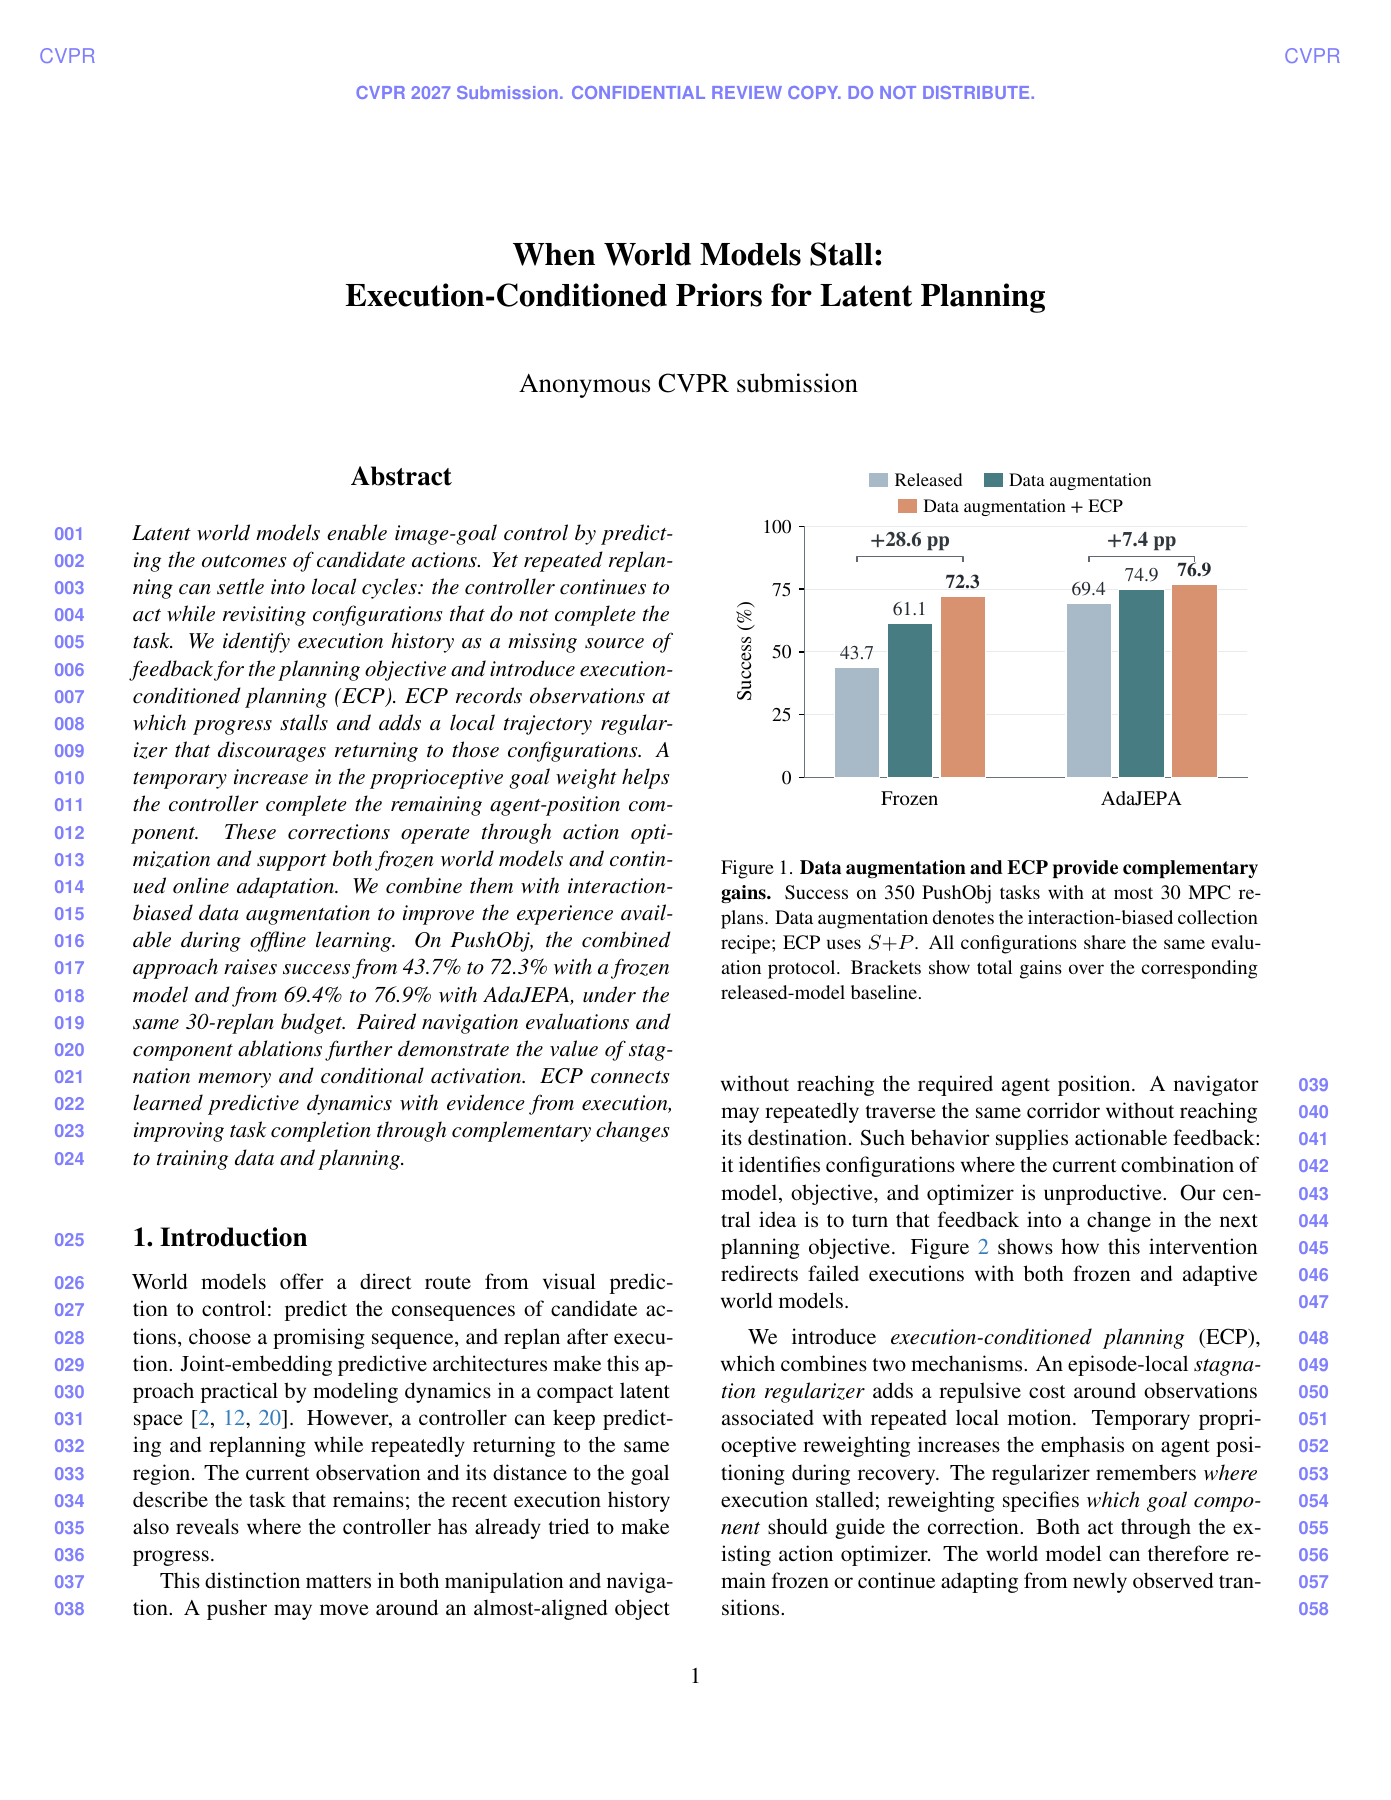 CVPR
CVPR
CVPR 2027 Submission. CONFIDENTIAL REVIEW COPY. DO NOT DISTRIBUTE.
When World Models Stall:
Execution-Conditioned Priors for Latent Planning
Anonymous CVPR submission
Abstract
001 Latent world models enable image-goal control by predict-
002 ing the outcomes of candidate actions. Yet repeated replan-
003 ning can settle into local cycles: the controller continues to
004 act while revisiting configurations that do not complete the
005 task. We identify execution history as a missing source of
006 feedback for the planning objective and introduce execution-
007 conditioned planning (ECP). ECP records observations at
008 which progress stalls and adds a local trajectory regular-
009 izer that discourages returning to those configurations. A
010 temporary increase in the proprioceptive goal weight helps
011 the controller complete the remaining agent-position com-
012 ponent. These corrections operate through action opti-
013 mization and support both frozen world models and contin-
014 ued online adaptation. We combine them with interaction-
015 biased data augmentation to improve the experience avail-
016 able during offline learning. On PushObj, the combined
017 approach raises success from 43.7% to 72.3% with a frozen
018 model and from 69.4% to 76.9% with AdaJEPA, under the
019 same 30-replan budget. Paired navigation evaluations and
020 component ablations further demonstrate the value of stag-
021 nation memory and conditional activation. ECP connects
022 learned predictive dynamics with evidence from execution,
023 improving task completion through complementary changes
024 to training data and planning.
025 1. Introduction
026 World models offer a direct route from visual predic-
027 tion to control: predict the consequences of candidate ac-
028 tions, choose a promising sequence, and replan after execu-
029 tion. Joint-embedding predictive architectures make this ap-
030 proach practical by modeling dynamics in a compact latent
031 space [2, 12, 20]. However, a controller can keep predict-
032 ing and replanning while repeatedly returning to the same
033 region. The current observation and its distance to the goal
034 describe the task that remains; the recent execution history
035 also reveals where the controller has already tried to make
036 progress.
037 This distinction matters in both manipulation and naviga-
038 tion. A pusher may move around an almost-aligned object
Released Data augmentation
Data augmentation + ECP
Success (%)
100
75
50
25
0
+28.6 pp
43.7
61.1
72.3
Frozen
+7.4 pp
69.4
74.9
76.9
AdaJEPA
Figure 1. Data augmentation and ECP provide complementary
gains. Success on 350 PushObj tasks with at most 30 MPC re-
plans. Data augmentation denotes the interaction-biased collection
recipe; ECP uses S+P. All configurations share the same evalu-
ation protocol. Brackets show total gains over the corresponding
released-model baseline.
without reaching the required agent position. A navigator 039
may repeatedly traverse the same corridor without reaching 040
its destination. Such behavior supplies actionable feedback: 041
it identifies configurations where the current combination of 042
model, objective, and optimizer is unproductive. Our cen- 043
tral idea is to turn that feedback into a change in the next 044
planning objective. Figure 2 shows how this intervention 045
redirects failed executions with both frozen and adaptive 046
world models. 047
We introduce execution-conditioned planning (ECP), 048
which combines two mechanisms. An episode-local stagna- 049
tion regularizer adds a repulsive cost around observations 050
associated with repeated local motion. Temporary propri- 051
oceptive reweighting increases the emphasis on agent posi- 052
tioning during recovery. The regularizer remembers where 053
execution stalled; reweighting specifies which goal compo- 054
nent should guide the correction. Both act through the ex- 055
isting action optimizer. The world model can therefore re- 056
main frozen or continue adapting from newly observed tran- 057
sitions. 058
1